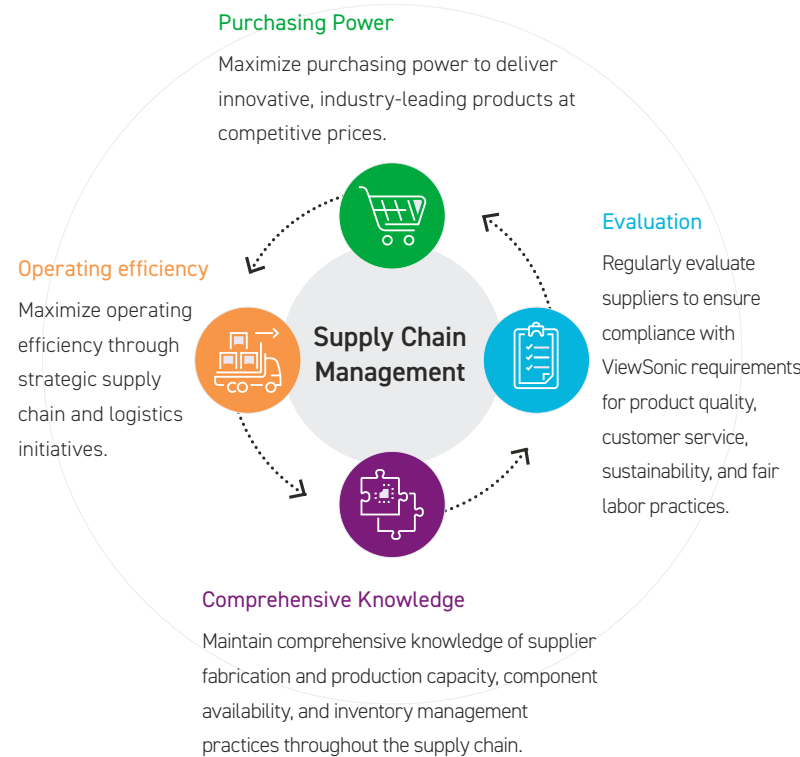 Purchasing Power
Maximize purchasing power to deliver
innovative, industry-leading products at
competitive prices.
Operating efficiency
Maximize operating
efficiency through
strategic supply
chain and logistics
initiatives.
Supply Chain
Management
Evaluation
Regularly evaluate
suppliers to ensure
compliance with
ViewSonic requirements
for product quality,
customer service,
sustainability, and fair
labor practices.
Comprehensive Knowledge
Maintain comprehensive knowledge of supplier
fabrication and production capacity, component
availability, and inventory management
practices throughout the supply chain.